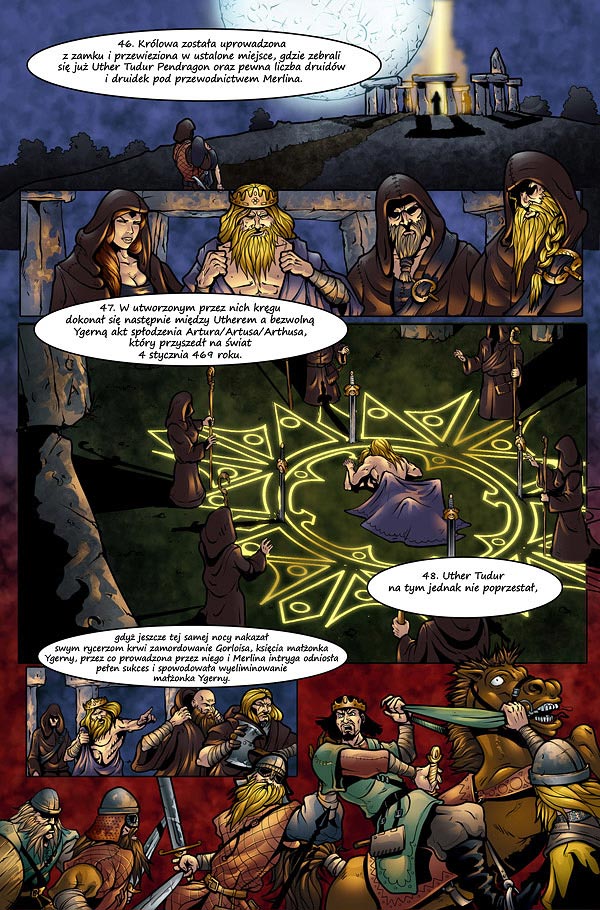 46. Królowa została uprowadzona
z zamku i przewieziona w ustalone miejsce, gdzie zebrali
się już Uther Tudur Pendragon oraz pewna liczba druidów
i druidek pod przewodnictwem Merlina.
47. W utworzonym przez nich kręgu
dokonał się następnie między Utherem a bezwolną
Ygerną akt spłodzenia Artura/Artusa/Arthusa,
który przyszedł na świat
4 stycznia 469 roku.
48. Uther Tudur
na tym jednak nie poprzestał,
gdyż jeszcze tej samej nocy nakazał
swym rycerzom krwi zamordowanie Gorloisa, księcia małżonka
Ygerny, przez co prowadzona przez niego i Merlina intryga odniosła
pełen sukces i spowodowała wyeliminowanie
małżonka Ygerny.